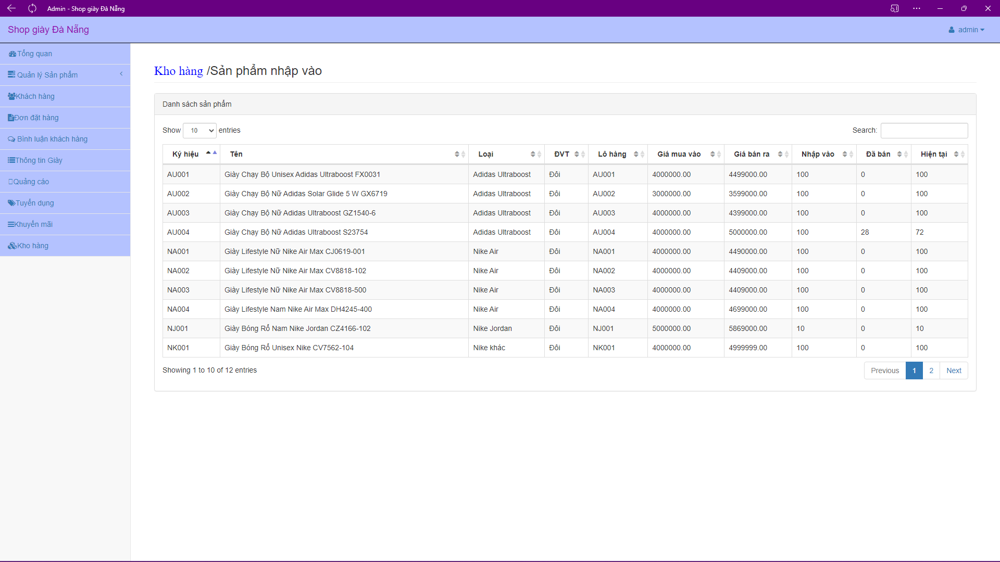 Admin - Shop giày Đà Nẵng
Shop giày Đà Nẵng
admin
Tổng quan
Quản lý Sản phẩm
Khách hàng
Đơn đặt hàng
Bình luận khách hàng
Thông tin Giày
Quảng cáo
Tuyển dụng
Khuyến mãi
Kho hàng
Kho hàng /Sản phẩm nhập vào
Danh sách sản phẩm
Show 10 entries
Search:
Ký hiệu Tên Loại ĐVT Lô hàng Giá mua vào Giá bán ra Nhập vào Đã bán Hiện tại
AU001 Giày Chạy Bộ Unisex Adidas Ultraboost FX0031 Adidas Ultraboost Đôi AU001 4000000.00 4499000.00 100 0 100
AU002 Giày Chạy Bộ Nữ Adidas Solar Glide 5 W GX6719 Adidas Ultraboost Đôi AU002 3000000.00 3599000.00 100 0 100
AU003 Giày Chạy Bộ Nữ Adidas Ultraboost GZ1540-6 Adidas Ultraboost Đôi AU003 4000000.00 4399000.00 100 0 100
AU004 Giày Chạy Bộ Nữ Adidas Ultraboost S23754 Adidas Ultraboost Đôi AU004 4000000.00 5000000.00 100 28 72
NA001 Giày Lifestyle Nữ Nike Air Max CJ0619-001 Nike Air Đôi NA001 4000000.00 4490000.00 100 0 100
NA002 Giày Lifestyle Nữ Nike Air Max CV8818-102 Nike Air Đôi NA002 4000000.00 4409000.00 100 0 100
NA003 Giày Lifestyle Nữ Nike Air Max CV8818-500 Nike Air Đôi NA003 4000000.00 4409000.00 100 0 100
NA004 Giày Lifestyle Nam Nike Air Max DH4245-400 Nike Air Đôi NA004 4000000.00 4699000.00 100 0 100
NJ001 Giày Bóng Rổ Nam Nike Jordan CZ4166-102 Nike Jordan Đôi NJ001 5000000.00 5869000.00 10 0 10
NK001 Giày Bóng Rổ Unisex Nike CV7562-104 Nike khác Đôi NK001 4000000.00 4999999.00 100 0 100
Showing 1 to 10 of 12 entries
Previous 1 2 Next